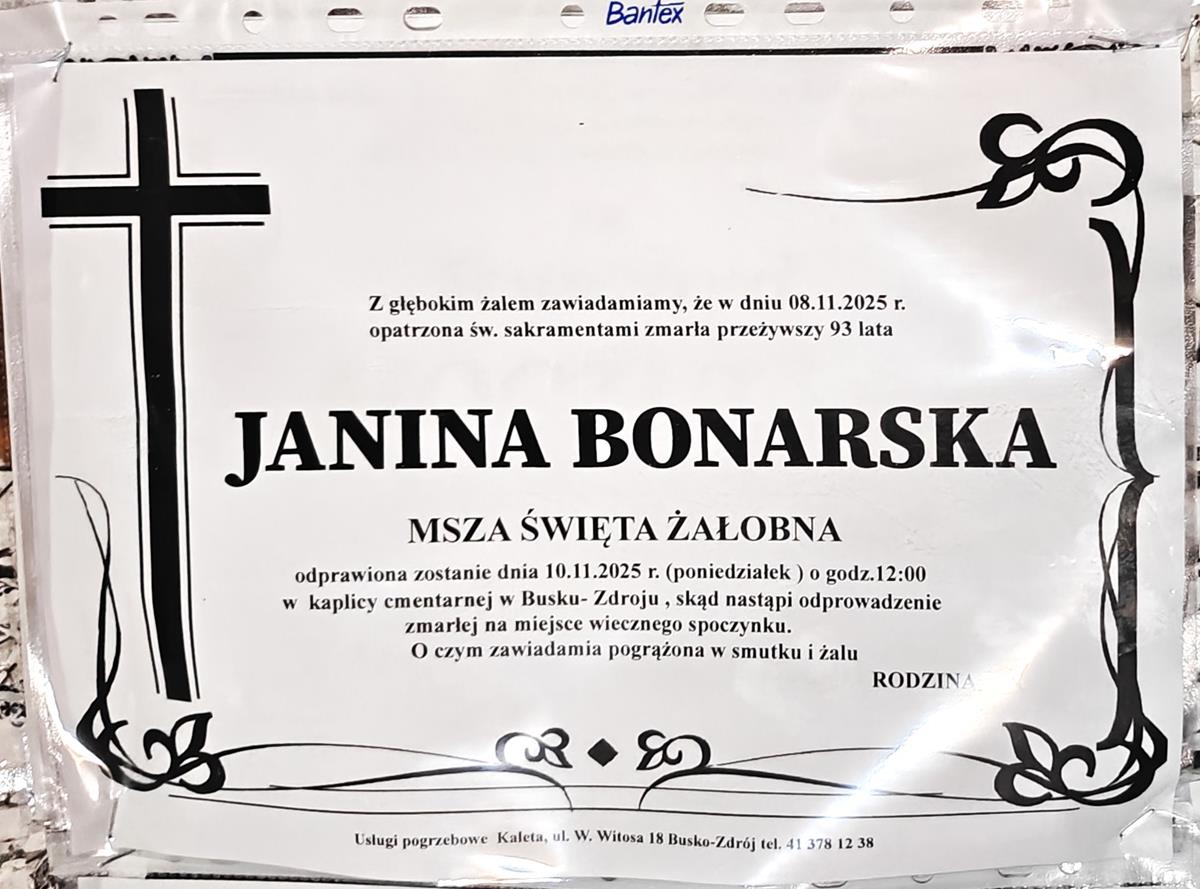 Bantex
Z głębokim żalem zawiadamiamy, że w dniu 08.11.2025 r.
opatrzona św. sakramentami zmarła przeżywszy 93 lata
JANINA BONARSKA
MSZA ŚWIĘTA ŻAŁOBNA
odprawiona zostanie dnia 10.11.2025 r. (poniedziałek ) o godz.12:00
w kaplicy cmentarnej w Busku- Zdroju , skąd nastąpi odprowadzenie
zmarłej na miejsce wiecznego spoczynku.
O czym zawiadamia pogrążona w smutku i żalu
RODZINA
Usługi pogrzebowe Kaleta, ul. W. Witosa 18 Busko-Zdrój tel. 41 378 12 38